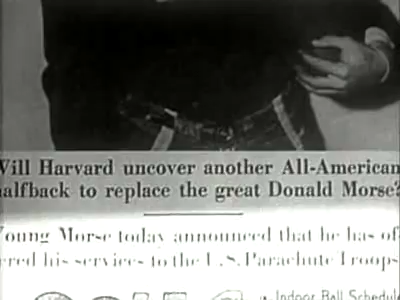 Will Harvard uncover another All-American
halfback to replace the great Donald Morse?
Young Morse today announced that he has of-
ered his services to the U.S. Parachute Troops
Indoor Ball Schedule